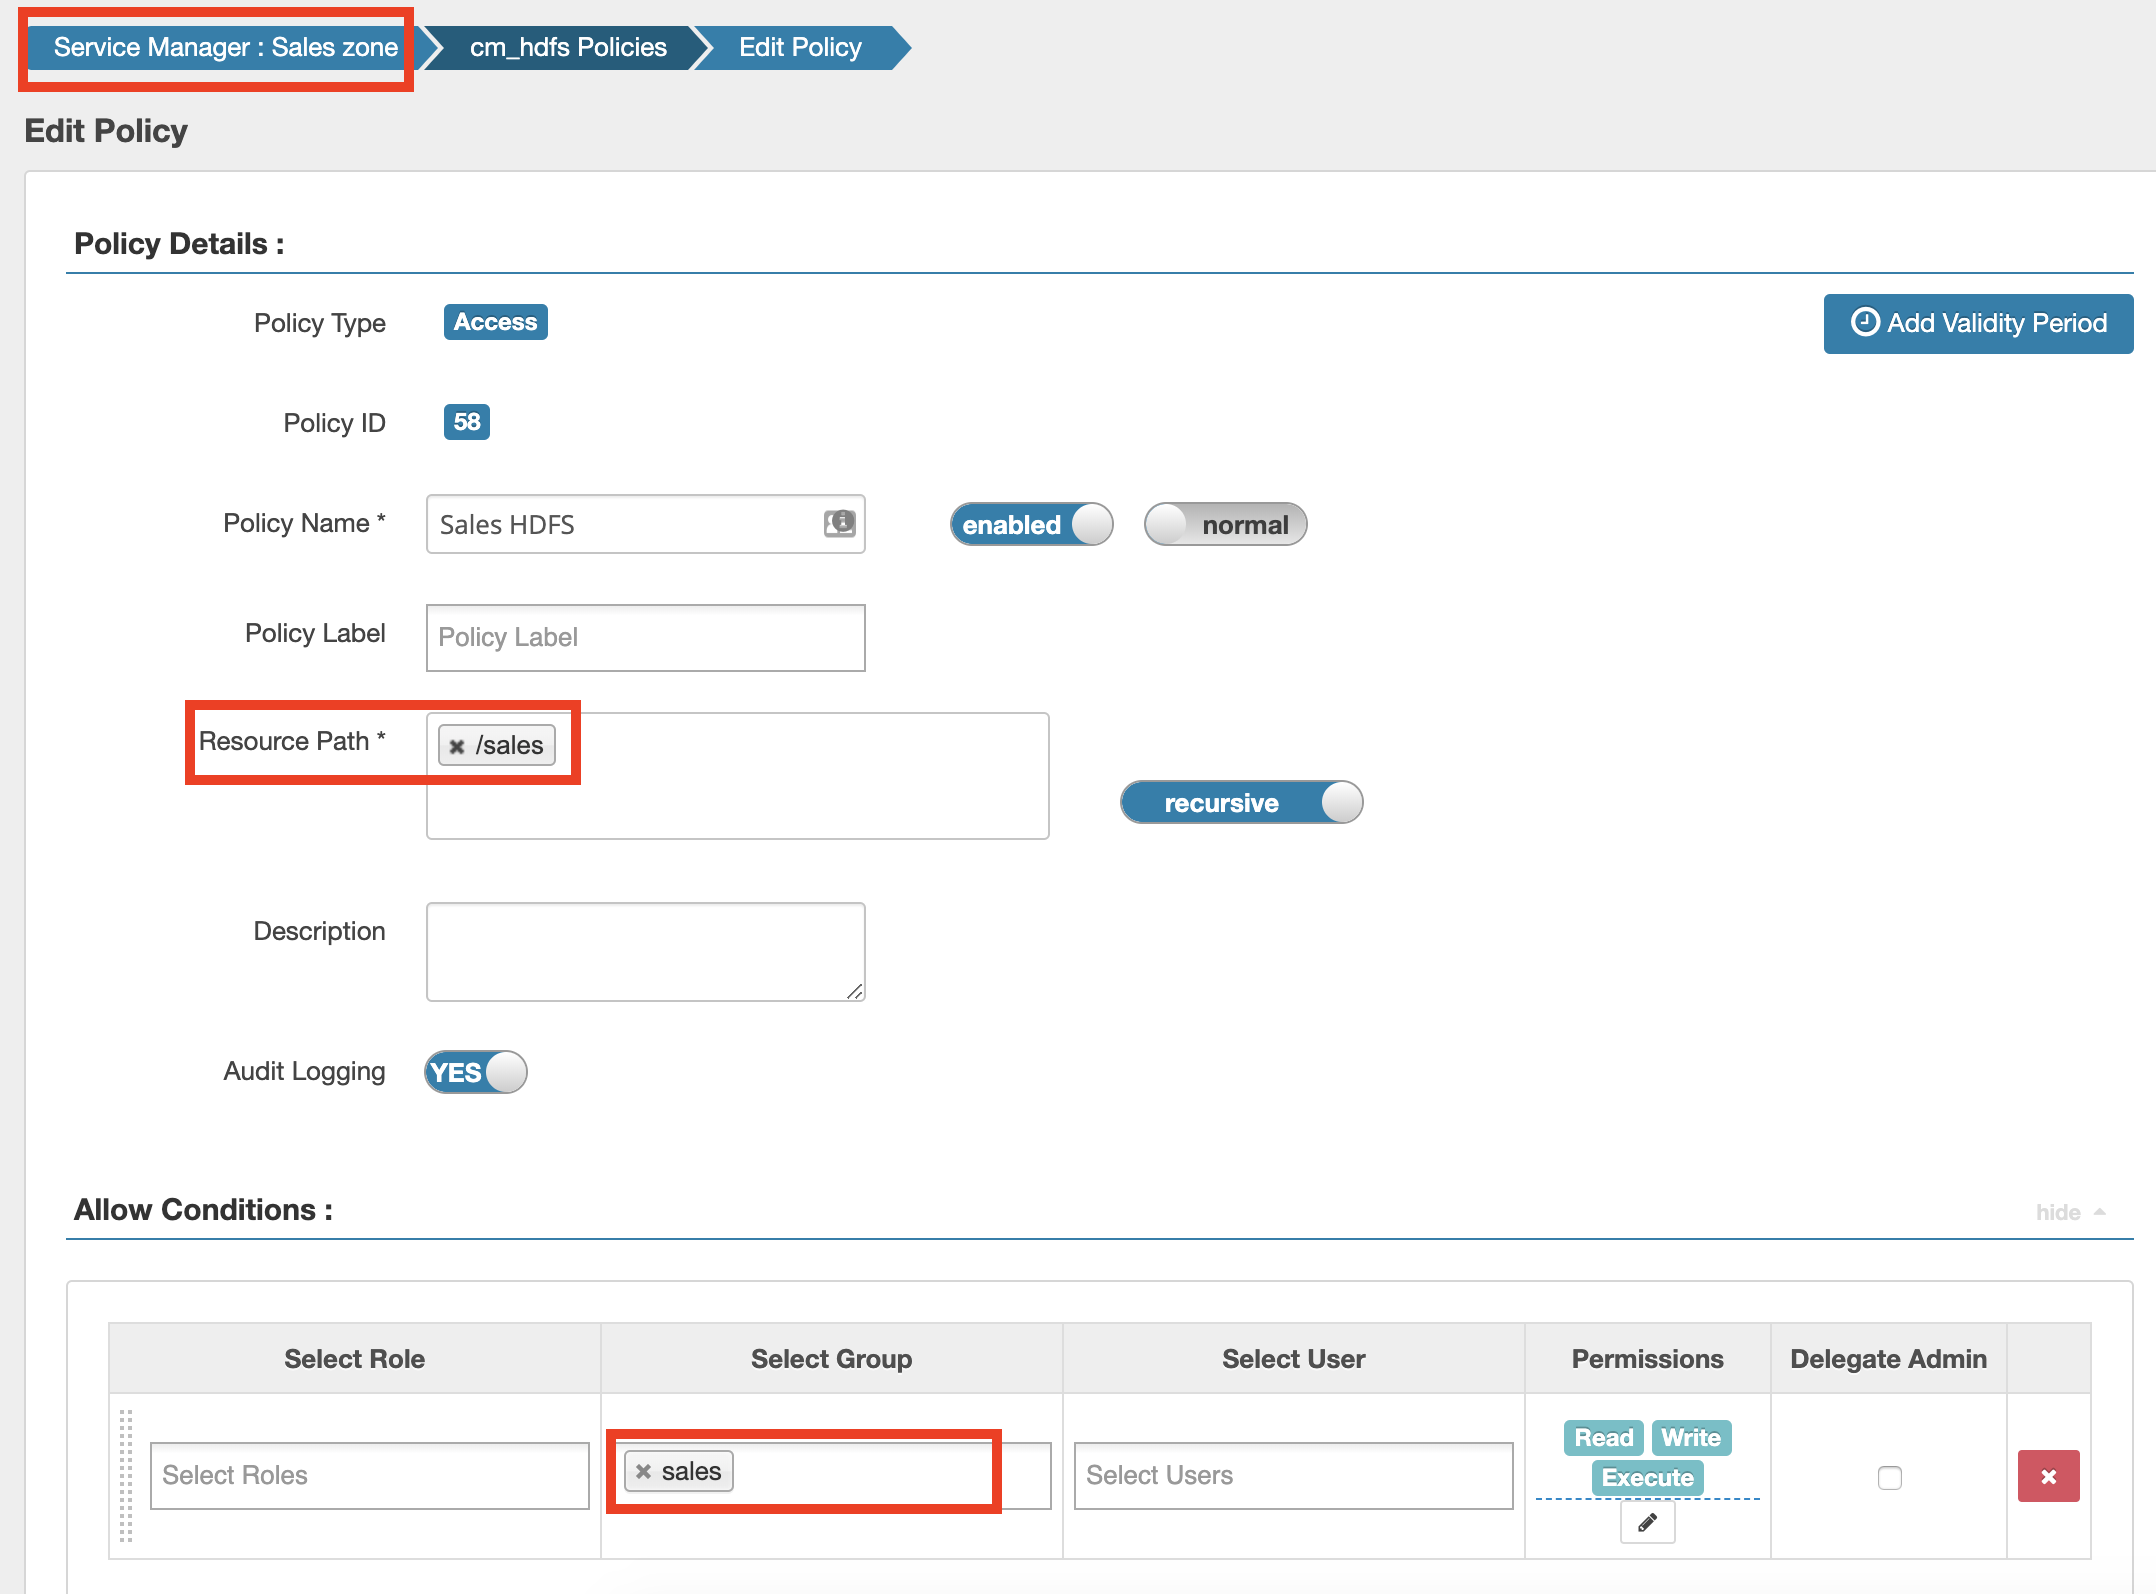 Service Manager : Sales zone cm_hdfs Policies Edit Policy
Edit Policy
Policy Details :
Policy Type Access Add Validity Period
Policy ID 58
Policy Name * Sales HDFS enabled normal
Policy Label Policy Label
Resource Path * /sales
recursive
Description
Audit Logging YES
Allow Conditions : hide
Select Role Select Group Select User Permissions Delegate Admin
Select Roles sales Select Users Read Write
Execute